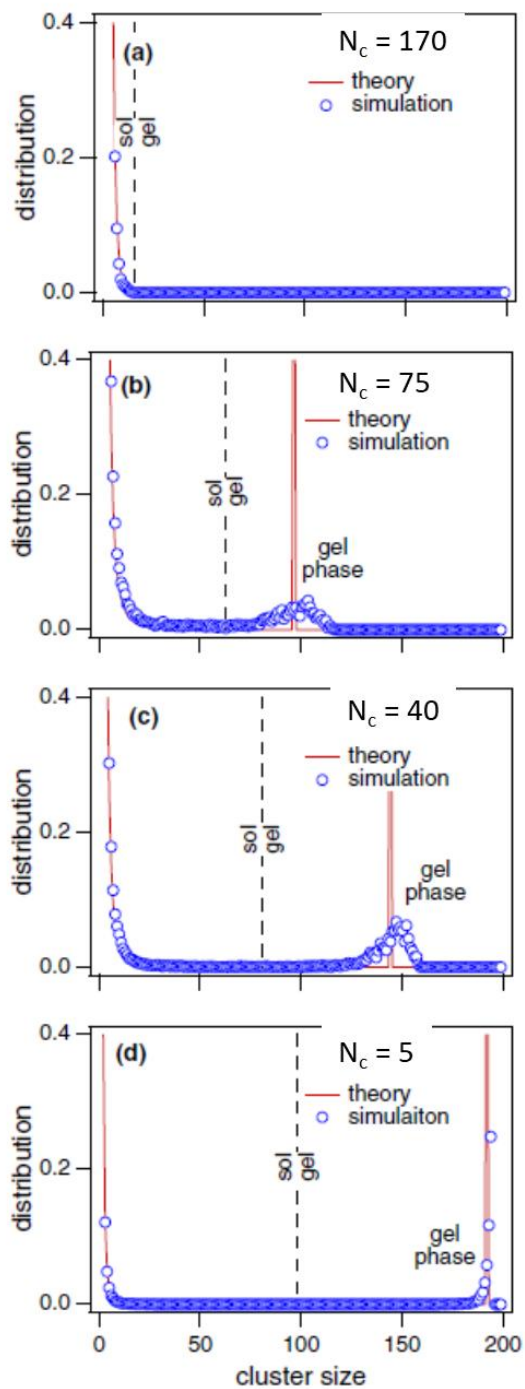 0.4
(a)
N_c = 170
theory
simulation
sol
gel
0.2
distribution
0.0
0.4
(b)
N_c = 75
theory
simulation
sol
gel
0.2
distribution
gel
phase
0.0
0.4
(c)
N_c = 40
theory
simulation
sol
gel
0.2
distribution
gel
phase
0.0
0.4
(d)
N_c = 5
theory
simulaiton
sol
gel
0.2
distribution
gel
phase
0.0
0 50 100 150 200
cluster size